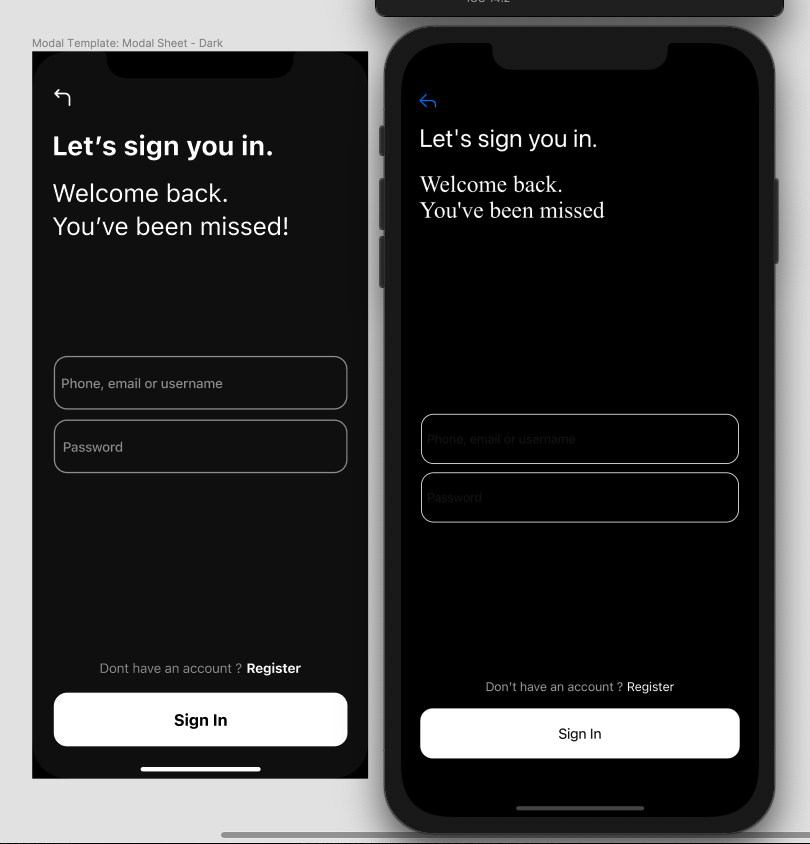 Modal Template: Modal Sheet - Dark
Let’s sign you in.
Welcome back.
You’ve been missed!
Phone, email or username
Password
Dont have an account ? Register
Sign In
Let's sign you in.
Welcome back.
You've been missed
Phone, email or username
Password
Don't have an account ? Register
Sign In